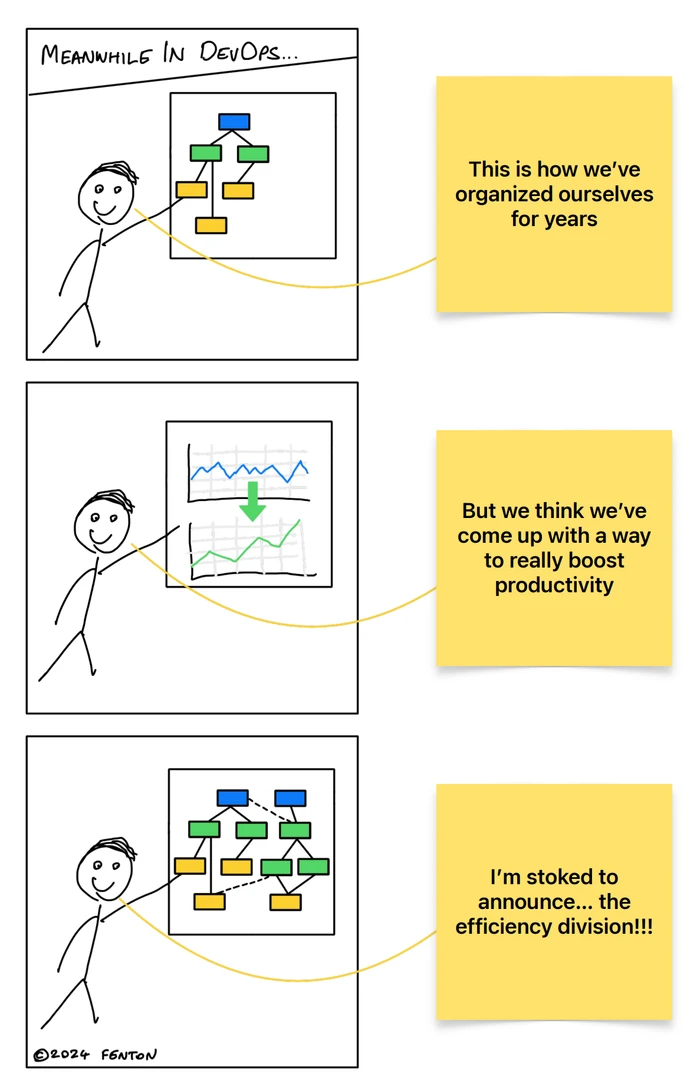 MEANWHILE IN DEVOPS...
This is how we’ve
organized ourselves
for years
But we think we’ve
come up with a way
to really boost
productivity
I’m stoked to
announce... the
efficiency division!!!
©2024 FENTON